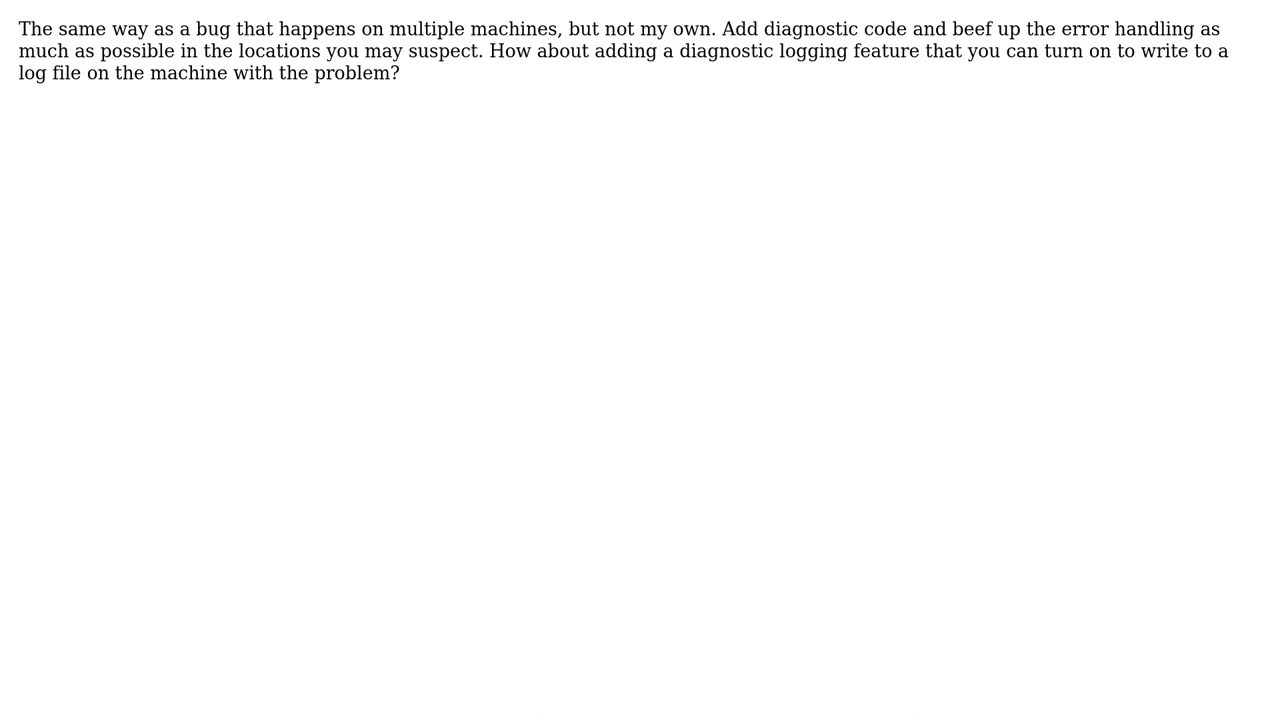 The same way as a bug that happens on multiple machines, but not my own. Add diagnostic code and beef up the error handling as
much as possible in the locations you may suspect. How about adding a diagnostic logging feature that you can turn on to write to a
log file on the machine with the problem?